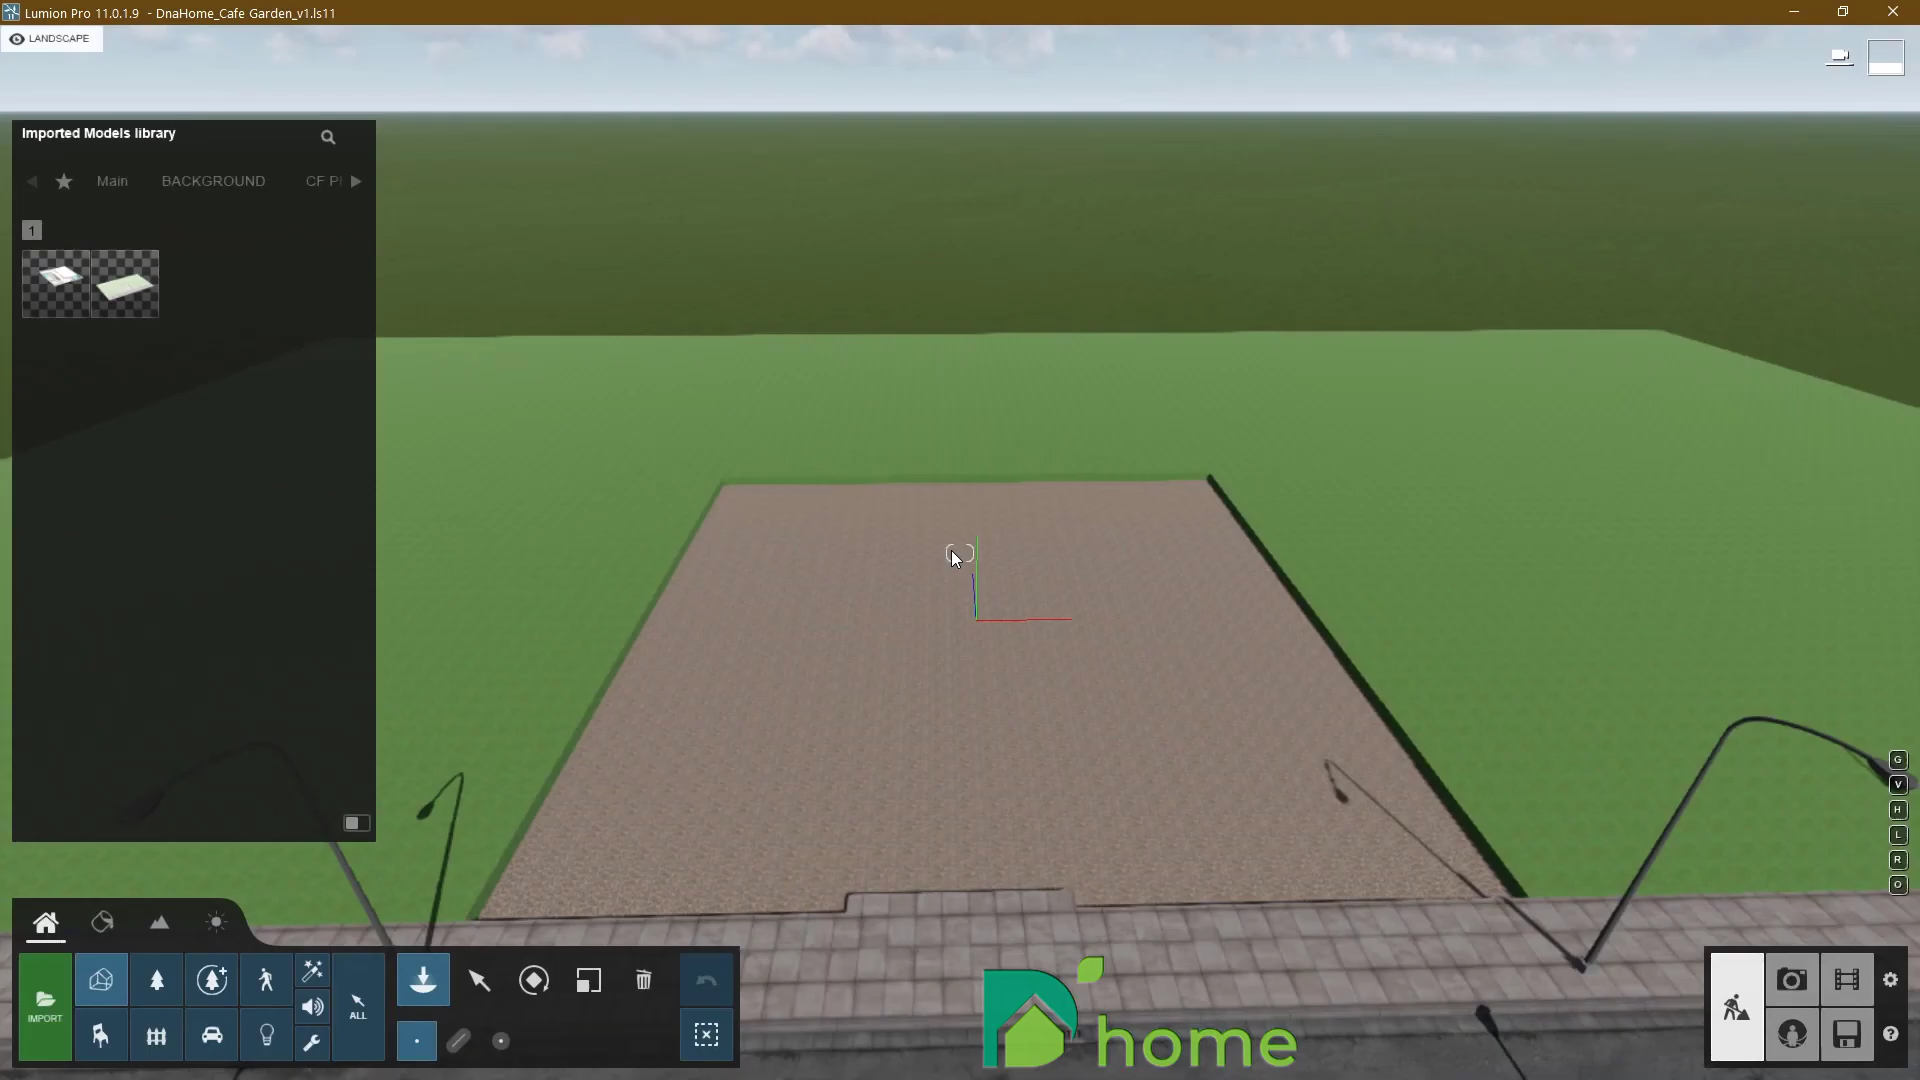 Lumion Pro 11.0.1.9 - DnaHome_Cafe Garden_v1.ls11
LANDSCAPE
Imported Models library
Main BACKGROUND CF P
1
G
V
H
L
R
O
IMPORT
ALL
home